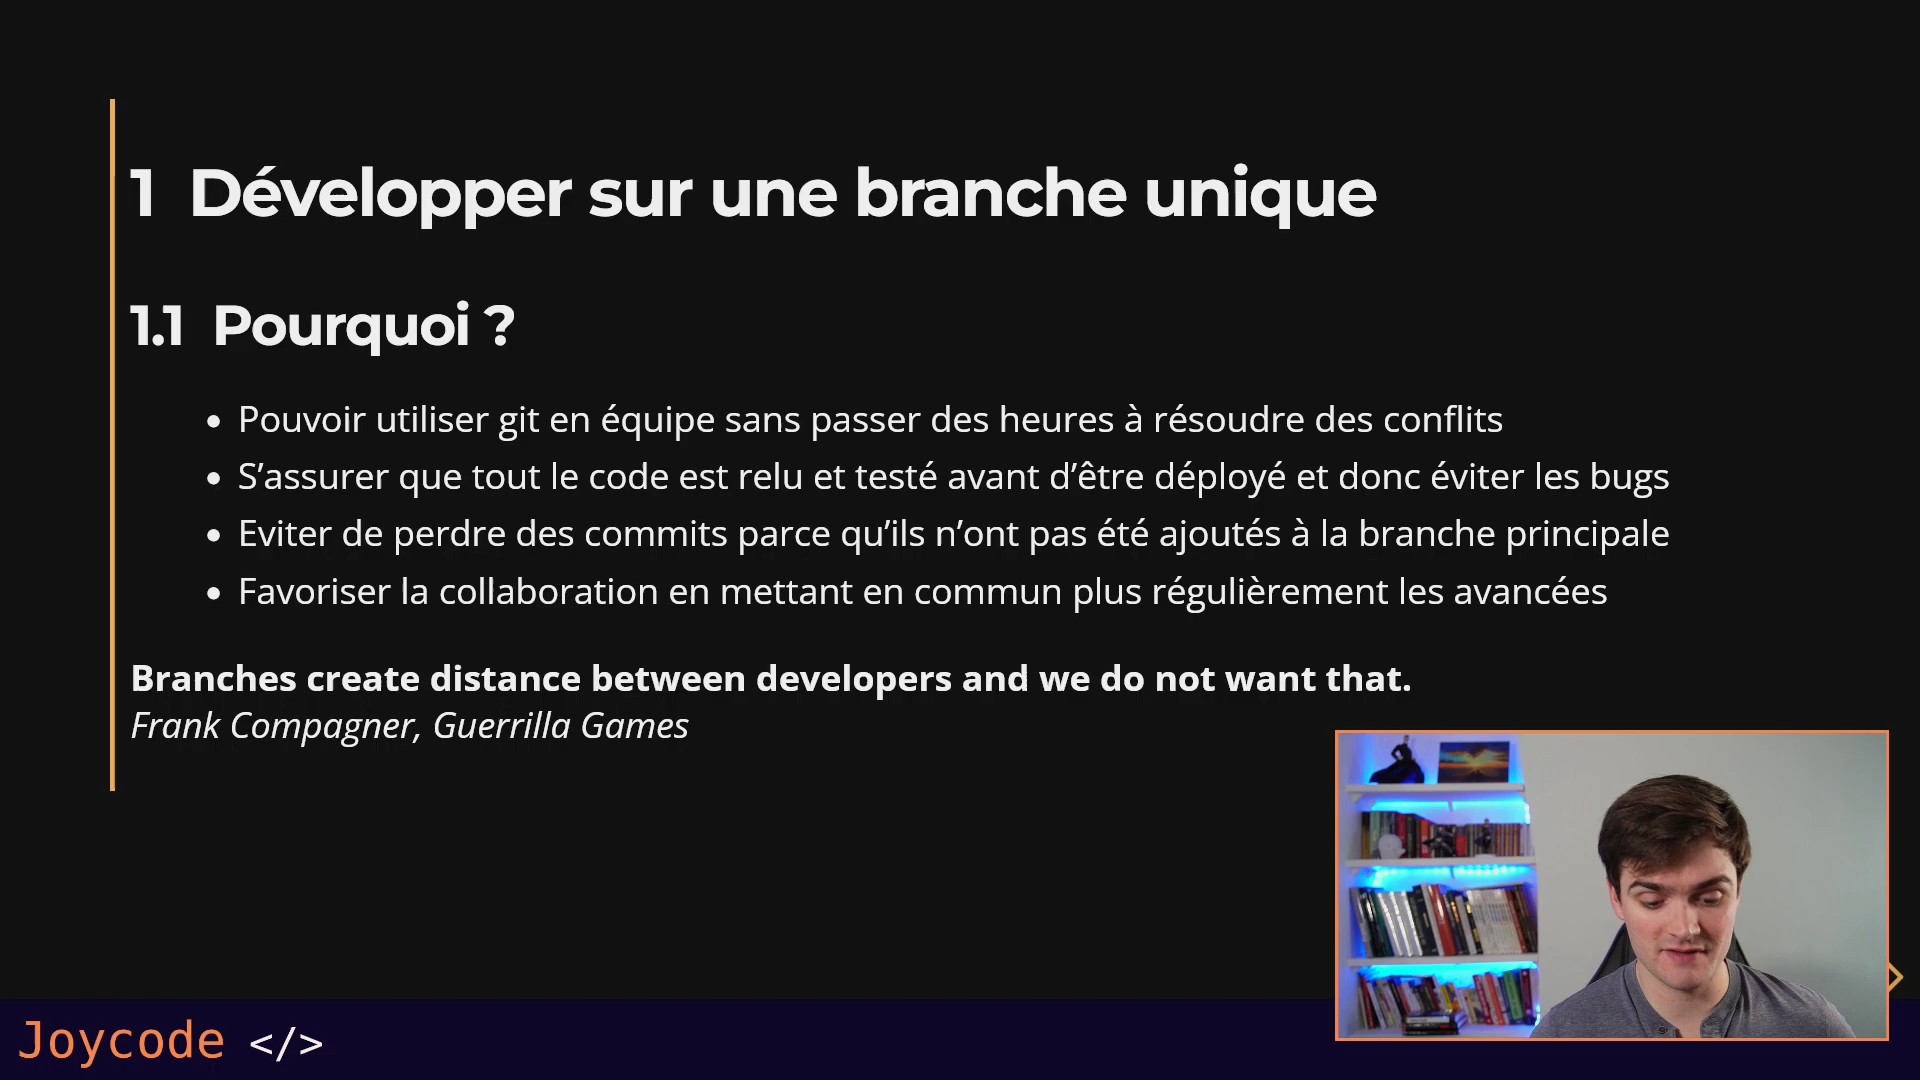 1 Développer sur une branche unique
1.1 Pourquoi ?
• Pouvoir utiliser git en équipe sans passer des heures à résoudre des conflits
• S’assurer que tout le code est relu et testé avant d’être déployé et donc éviter les bugs
• Eviter de perdre des commits parce qu’ils n’ont pas été ajoutés à la branche principale
• Favoriser la collaboration en mettant en commun plus régulièrement les avancées
Branches create distance between developers and we do not want that.
Frank Compagner, Guerrilla Games
Joycode </>